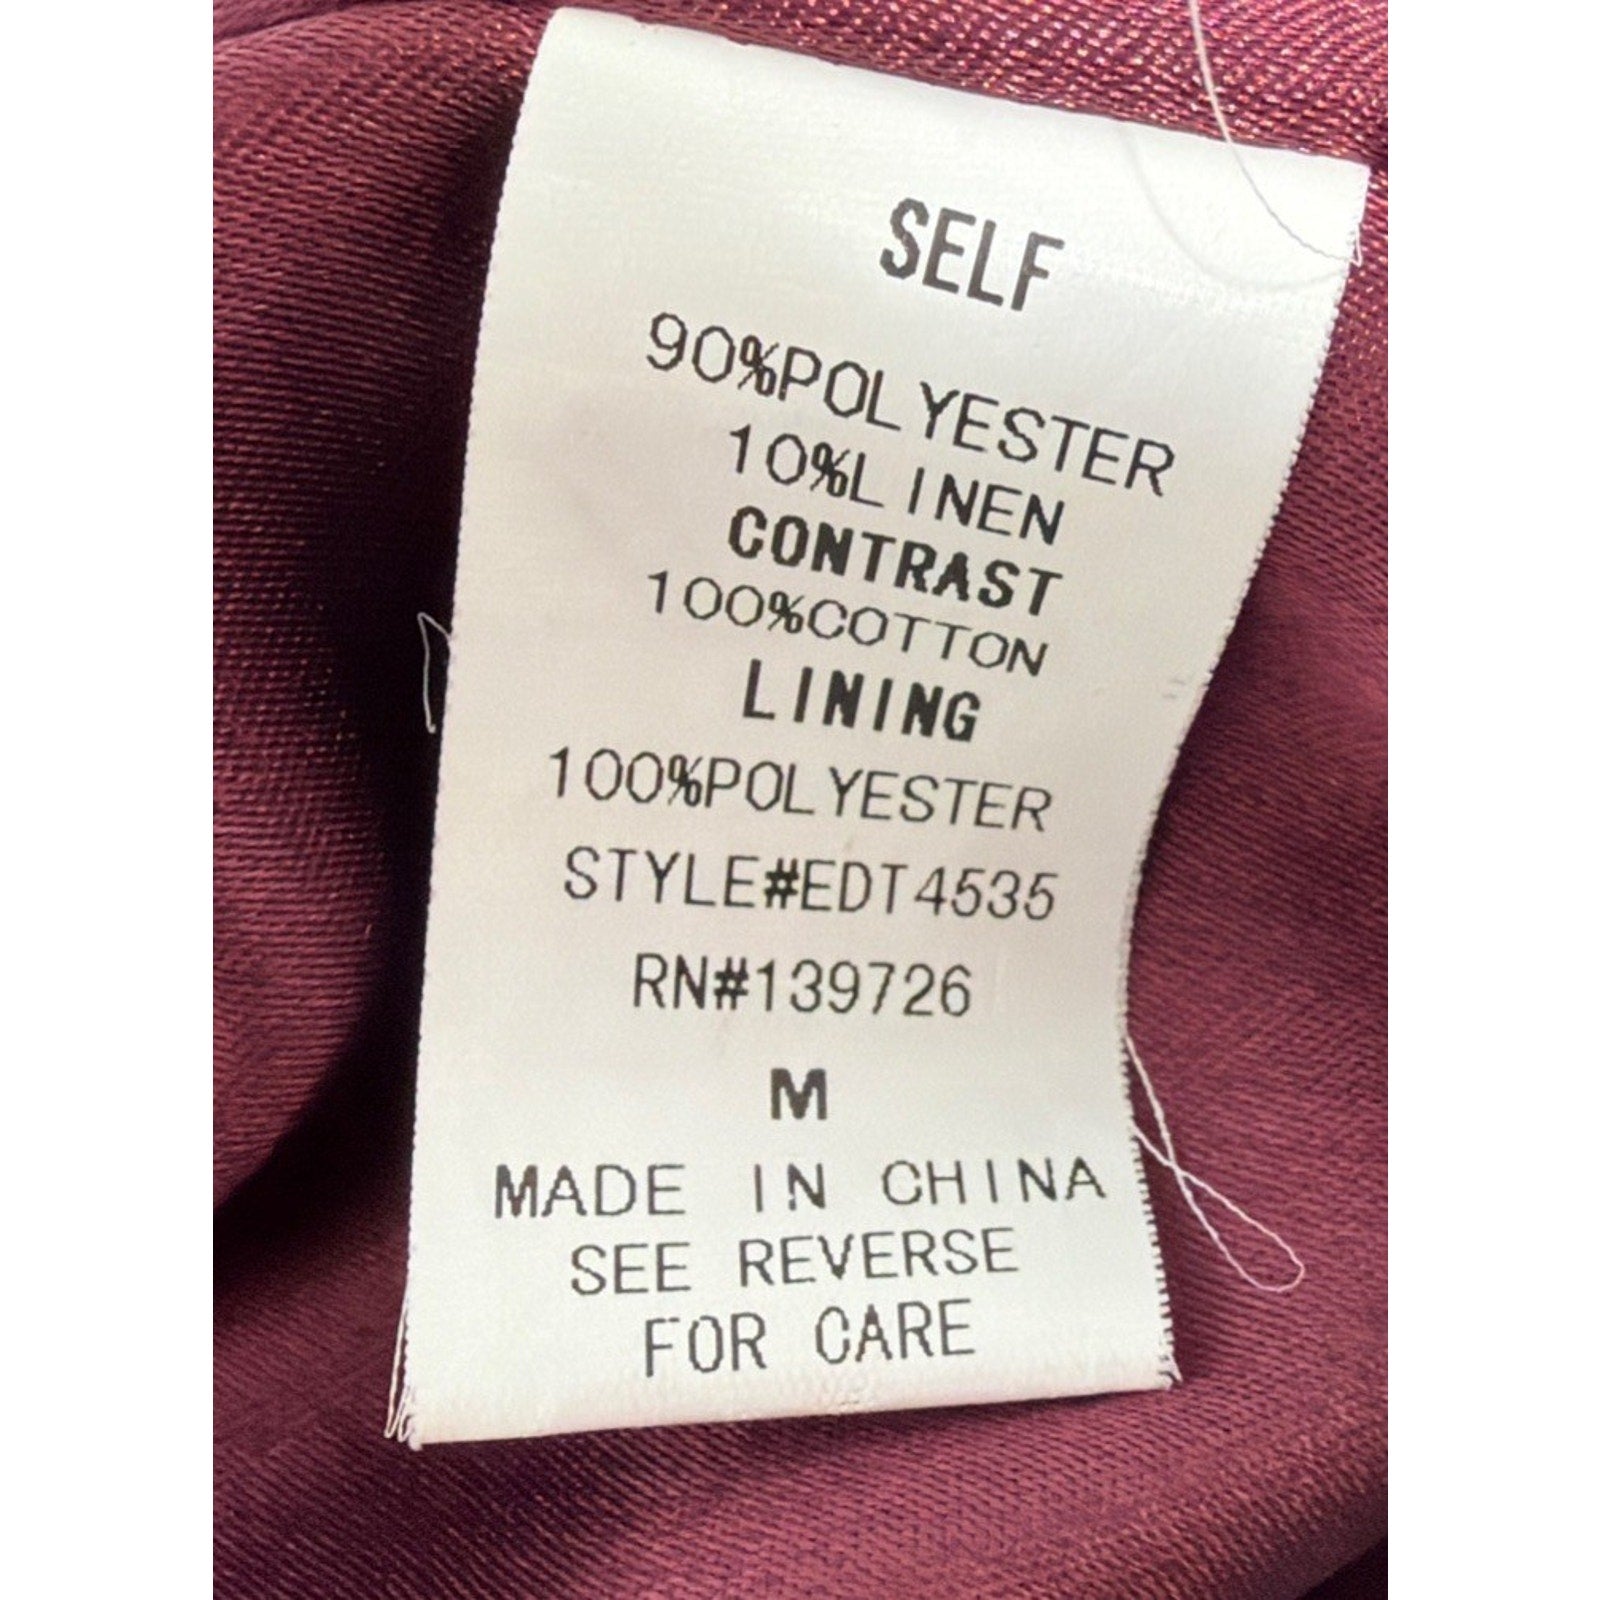 SELF
90%POLYESTER
10%LINEN
CONTRAST
100%COTTON
LINING
100%POLYESTER
STYLE#EDT4535
RN#139726
M
MADE IN CHINA
SEE REVERSE
FOR CARE